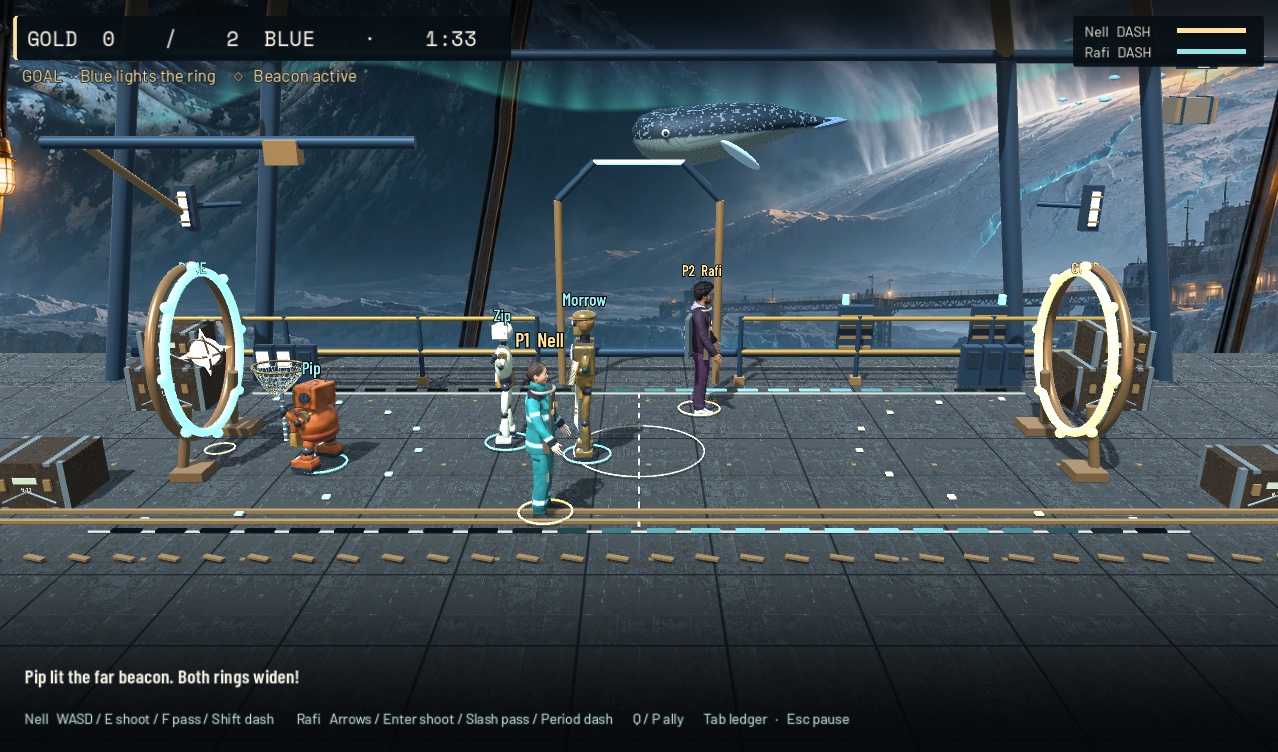 GOLD 0 / 2 BLUE · 1:33
Nell DASH
Rafi DASH
GOAL · Blue lights the ring ◇ Beacon active
P2 Rafi
Morrow
Zip
P1 Nell
Pip
Pip lit the far beacon. Both rings widen!
Nell WASD / E shoot / F pass / Shift dash Rafi Arrows / Enter shoot / Slash pass / Period dash Q / P ally Tab ledger · Esc pause